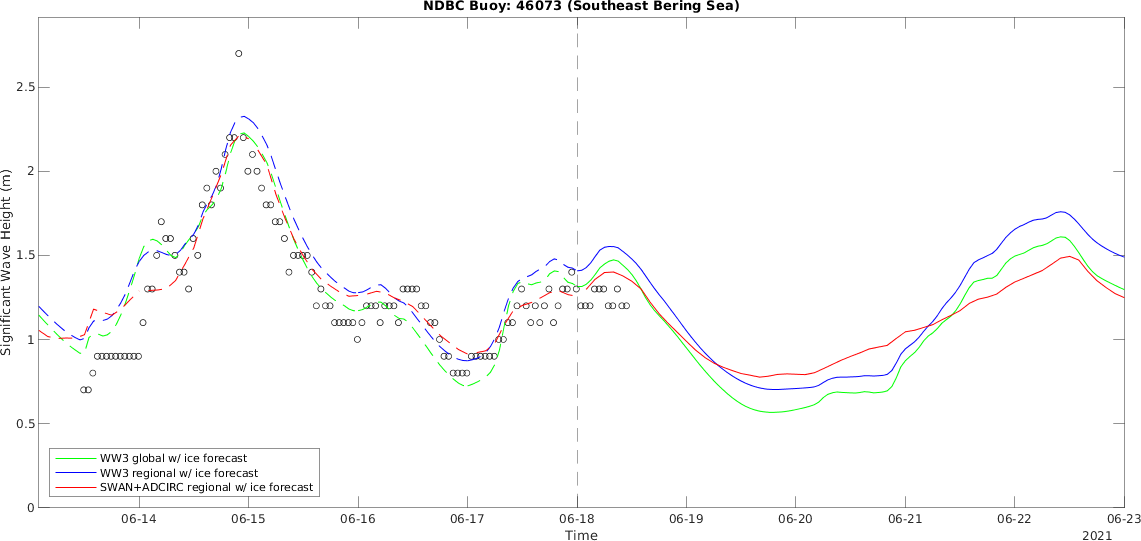 NDBC Buoy: 46073 (Southeast Bering Sea)
Significant Wave Height (m)
2.5
2
1.5
1
0.5
0
WW3 global w/ ice forecast
WW3 regional w/ ice forecast
SWAN+ADCIRC regional w/ ice forecast
06-14 06-15 06-16 06-17 06-18 06-19 06-20 06-21 06-22 06-23
Time
2021